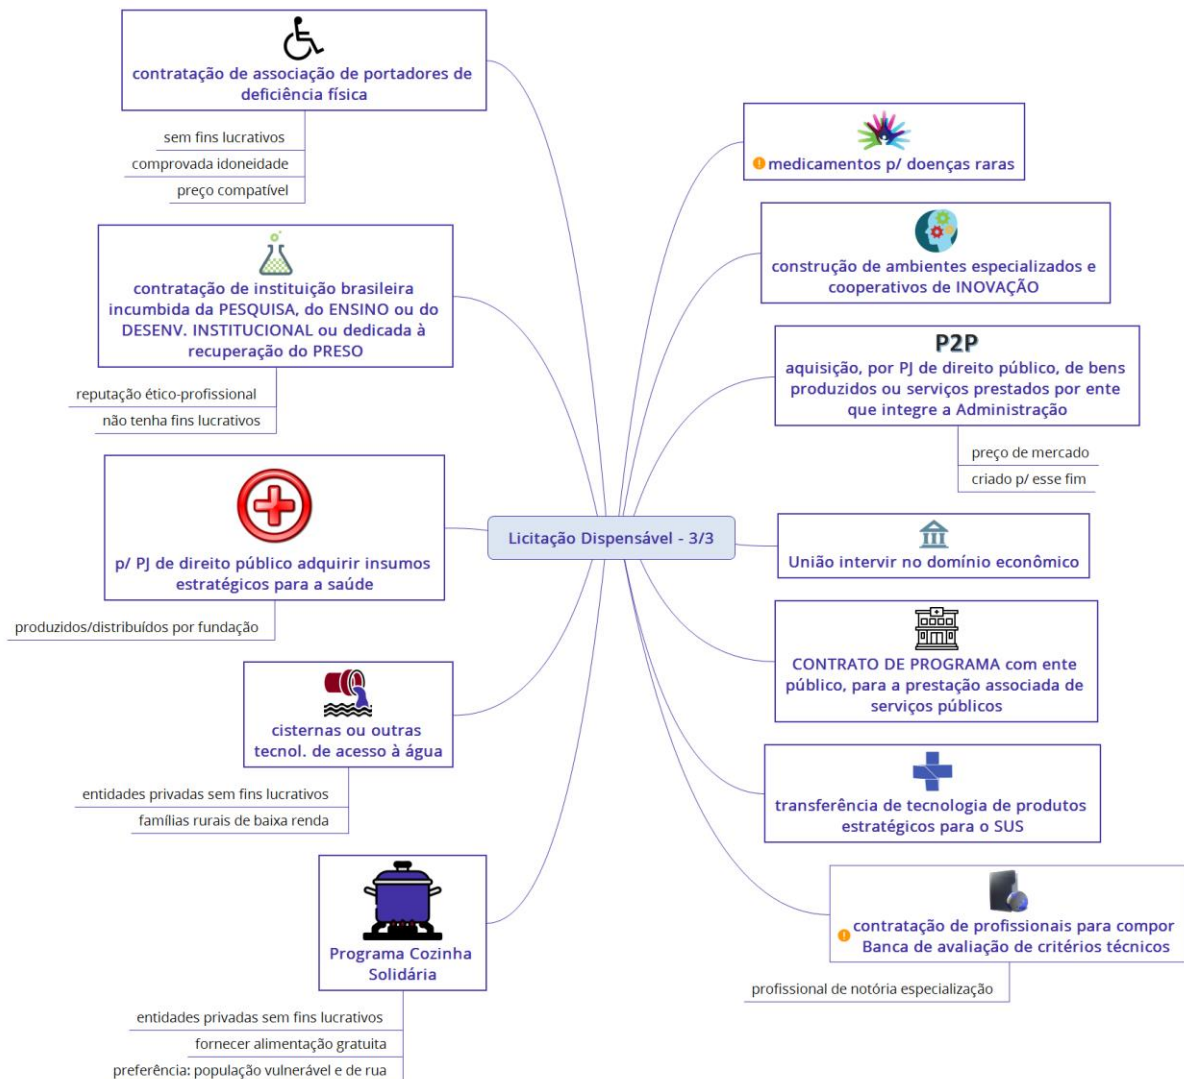 contratação de associação de portadores de
deficiência física
sem fins lucrativos
comprovada idoneidade
preço compatível
contratação de instituição brasileira
incumbida da PESQUISA, do ENSINO ou do
DESENV. INSTITUCIONAL ou dedicada à
recuperação do PRESO
reputação ético-profissional
não tenha fins lucrativos
p/ PJ de direito público adquirir insumos
estratégicos para a saúde
produzidos/distribuídos por fundação
cisternas ou outras
tecnol. de acesso à água
entidades privadas sem fins lucrativos
famílias rurais de baixa renda
Programa Cozinha
Solidária
entidades privadas sem fins lucrativos
fornecer alimentação gratuita
preferência: população vulnerável e de rua
Licitação Dispensável - 3/3
medicamentos p/ doenças raras
construção de ambientes especializados e
cooperativos de INOVAÇÃO
P2P
aquisição, por PJ de direito público, de bens
produzidos ou serviços prestados por ente
que integre a Administração
preço de mercado
criado p/ esse fim
União intervir no domínio econômico
CONTRATO DE PROGRAMA com ente
público, para a prestação associada de
serviços públicos
transferência de tecnologia de produtos
estratégicos para o SUS
contratação de profissionais para compor
Banca de avaliação de critérios técnicos
profissional de notória especialização